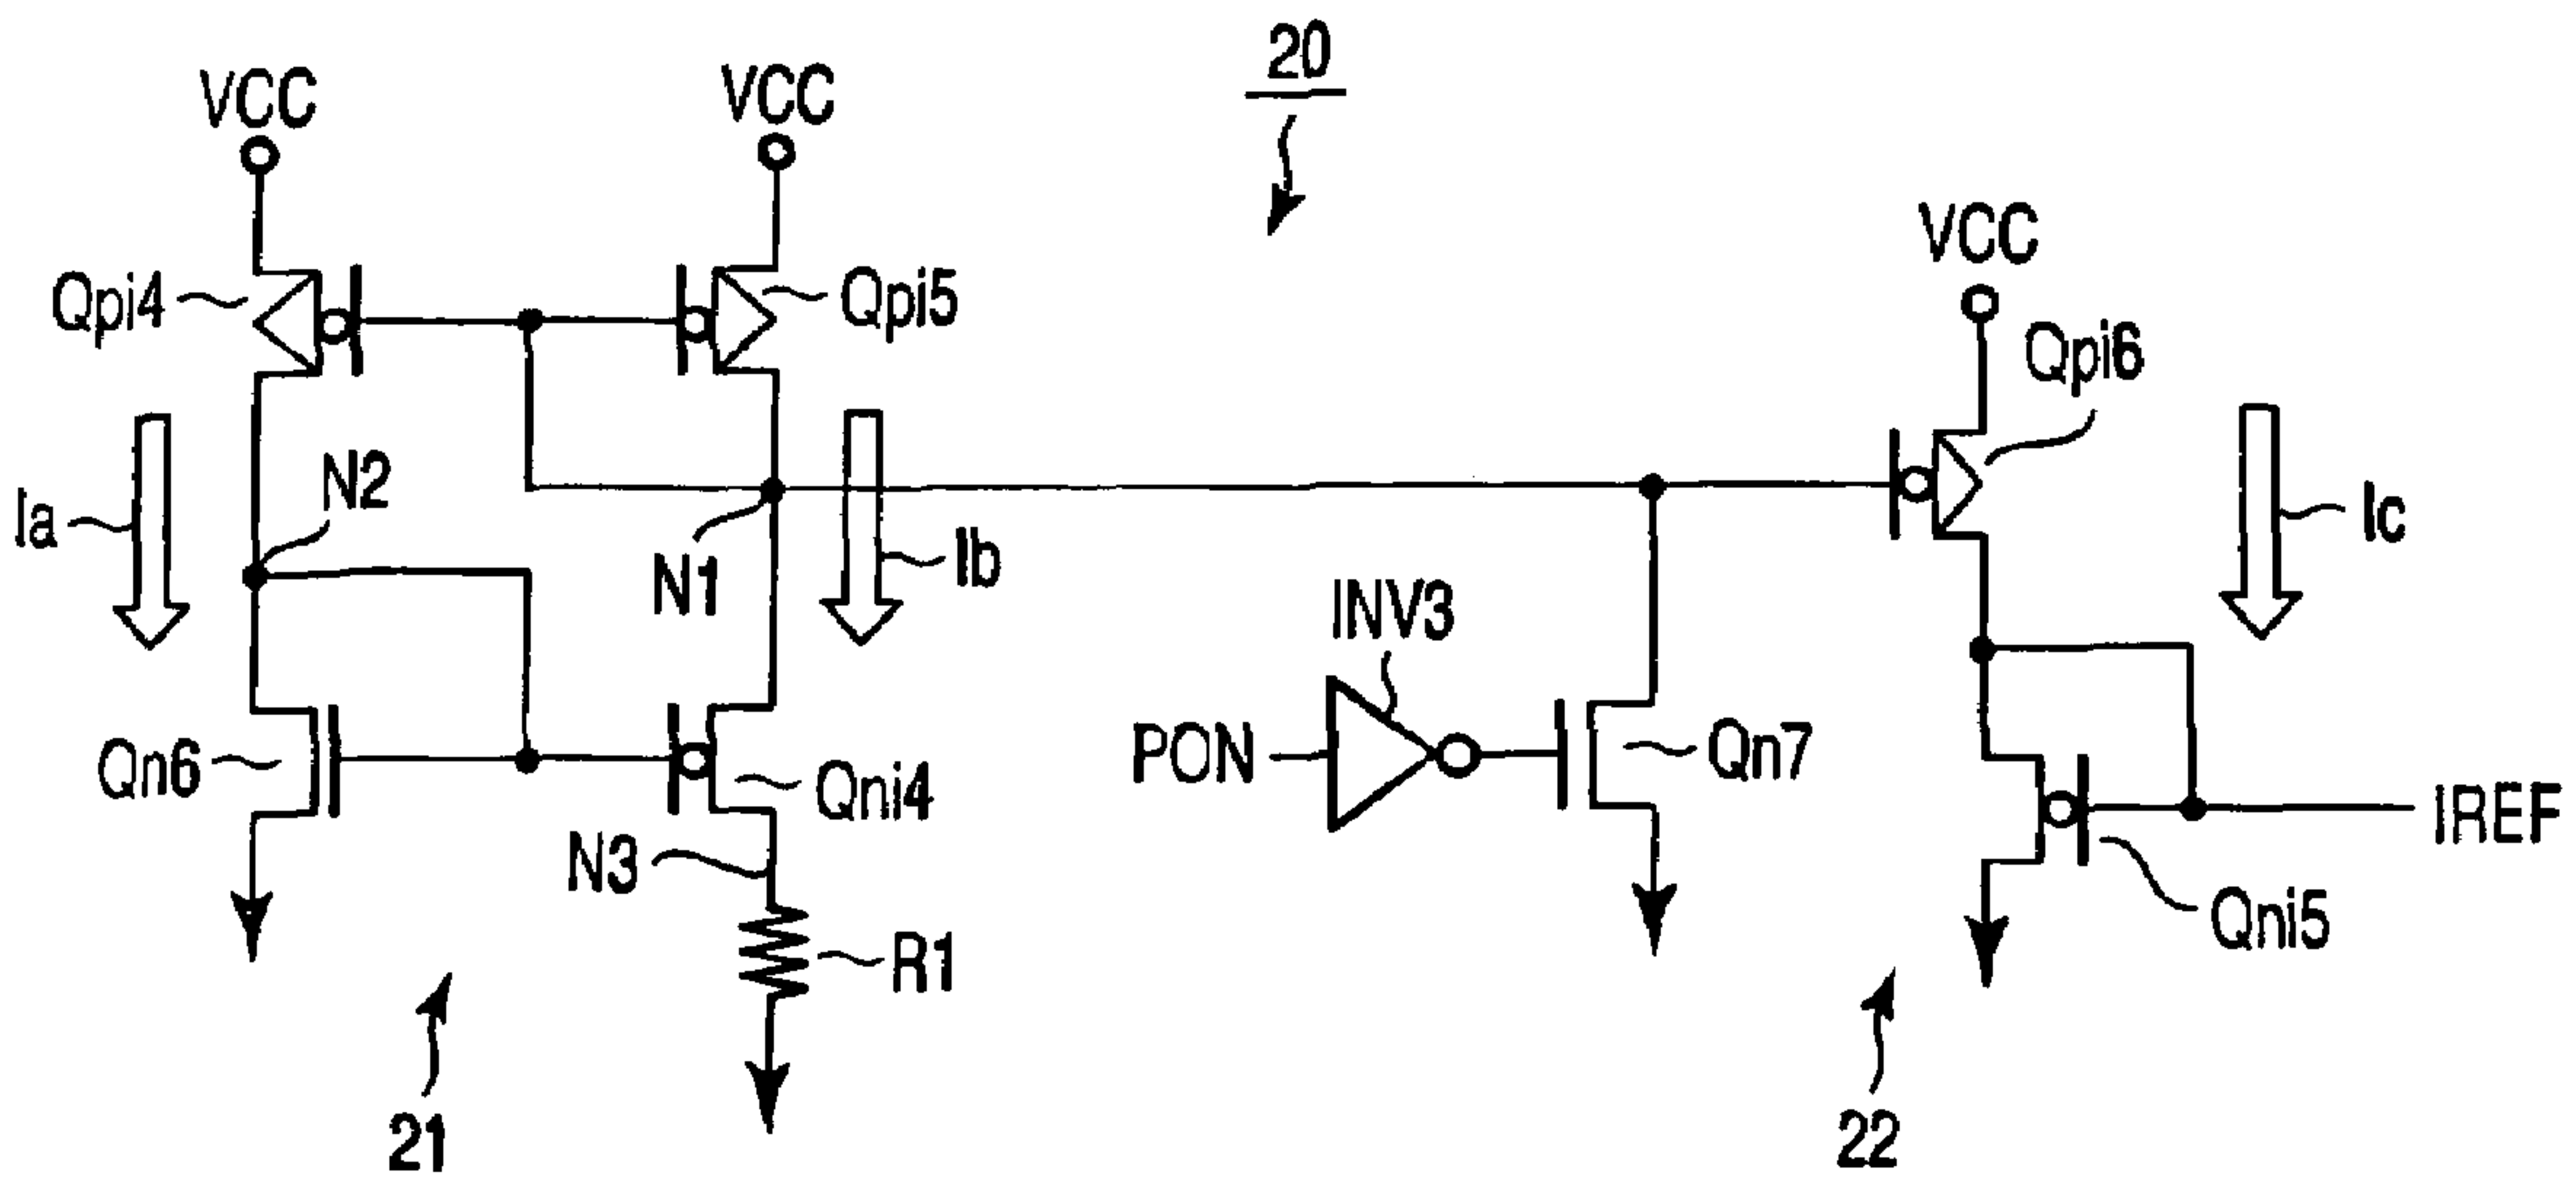 20
VCC
VCC
VCC
Qpi4
Qpi5
Qpi6
Ia
N2
N1
Ib
Ic
INV3
PON
Qn6
Qni4
Qn7
IREF
N3
R1
Qni5
21
22